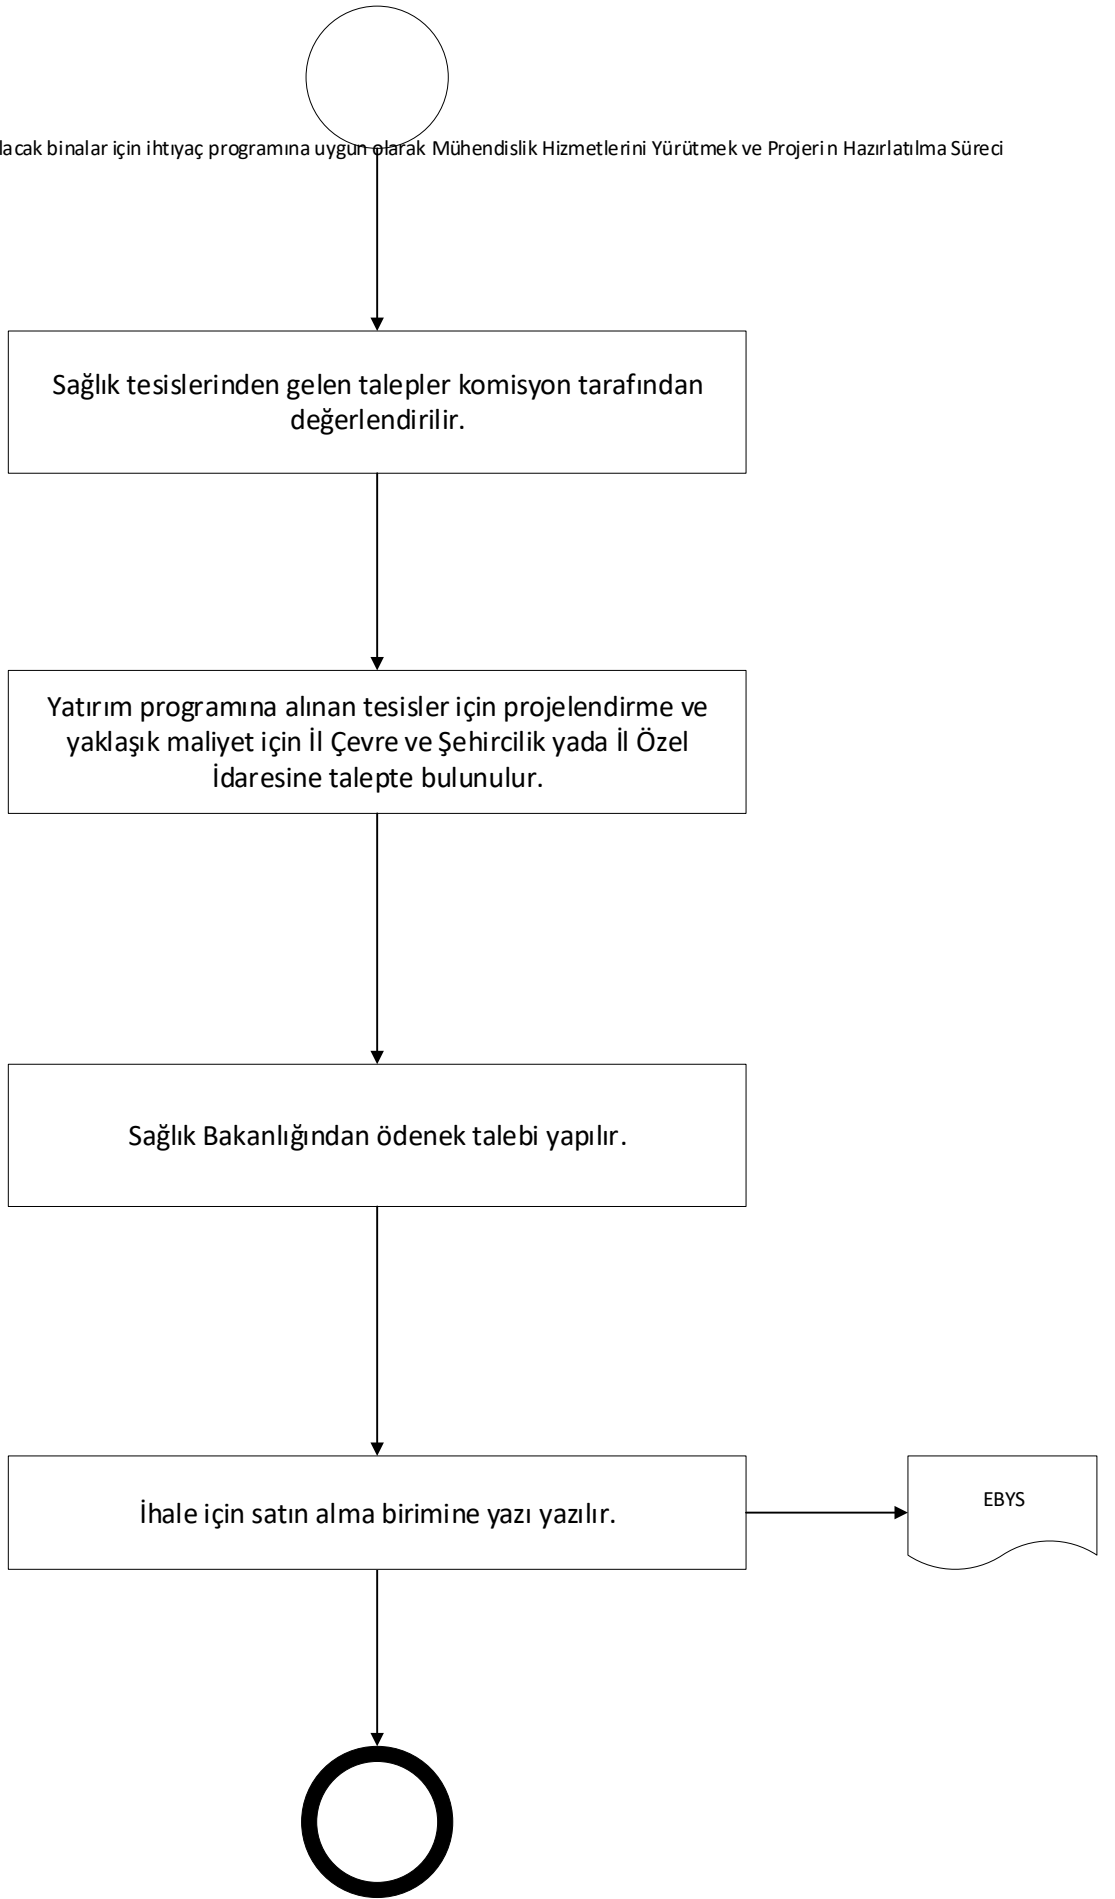 binalar için ihtıyaç programına uygun olarak Mühendislik Hizmetlerini Yürütmek ve Projerin Hazırlatılma Süreci
Sağlık tesislerinden gelen talepler komisyon tarafından
değerlendirilir.
Yatırım programına alınan tesisler için projelendirme ve
yaklaşık maliyet için İl Çevre ve Şehircilik yada İl Özel
İdaresine talepte bulunulur.
Sağlık Bakanlığından ödenek talebi yapılır.
İhale için satın alma birimine yazı yazılır.
EBYS